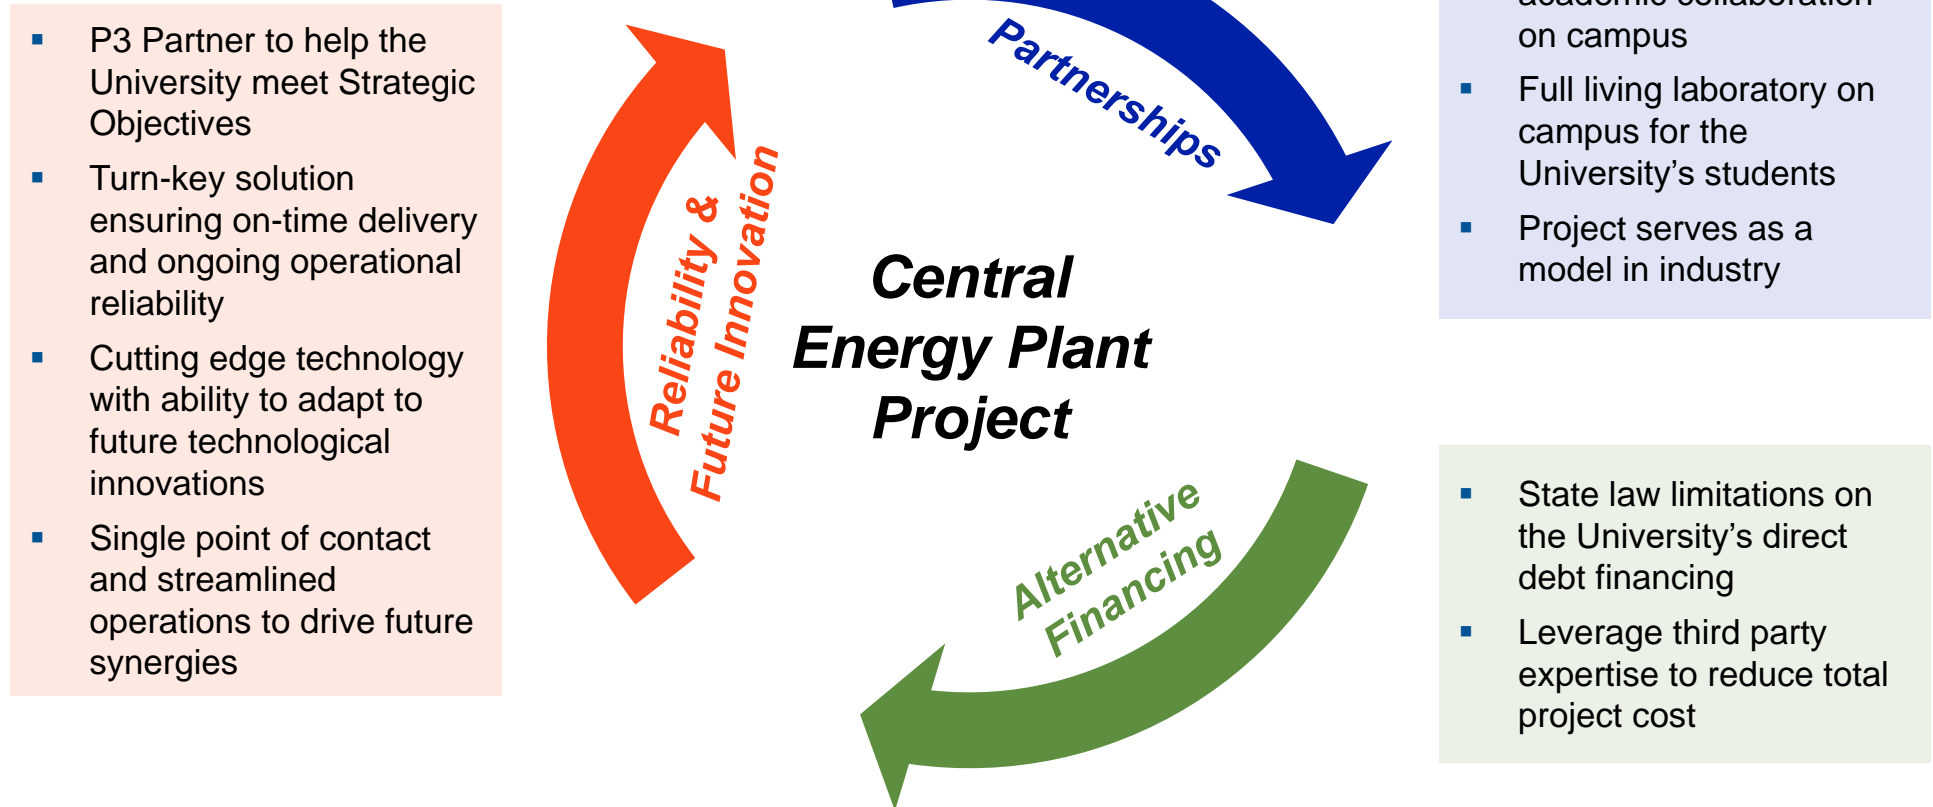 P3 Partner to help the
University meet Strategic
Objectives
Turn-key solution
ensuring on-time delivery
and ongoing operational
reliability
Cutting edge technology
with ability to adapt to
future technological
innovations
Single point of contact
and streamlined
operations to drive future
synergies
Reliability &
Future Innovation
Partnerships
Central
Energy Plant
Project
Alternative
Financing
academic collaboration
on campus
Full living laboratory on
campus for the
University’s students
Project serves as a
model in industry
State law limitations on
the University’s direct
debt financing
Leverage third party
expertise to reduce total
project cost